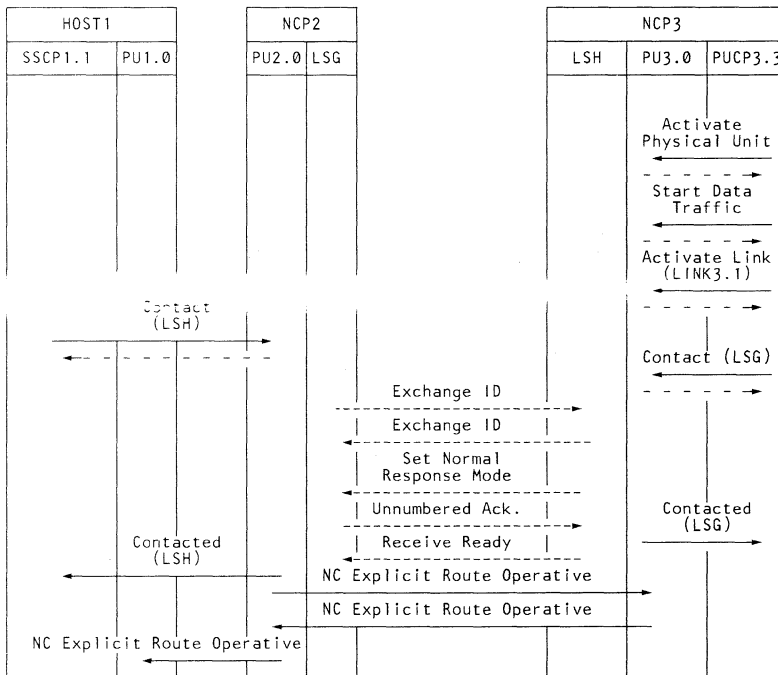 HOST1
NCP2
NCP3
SSCP1.1
PU1.0
PU2.0
LSG
LSH
PU3.0
PUCP3.3
Activate
Physical Unit
Start Data
Traffic
Activate Link
(LINK3.1)
Contact
(LSH)
Contact (LSG)
Exchange ID
Exchange ID
Set Normal
Response Mode
Unnumbered Ack.
Contacted
(LSG)
Receive Ready
Contacted
(LSH)
NC Explicit Route Operative
NC Explicit Route Operative
NC Explicit Route Operative